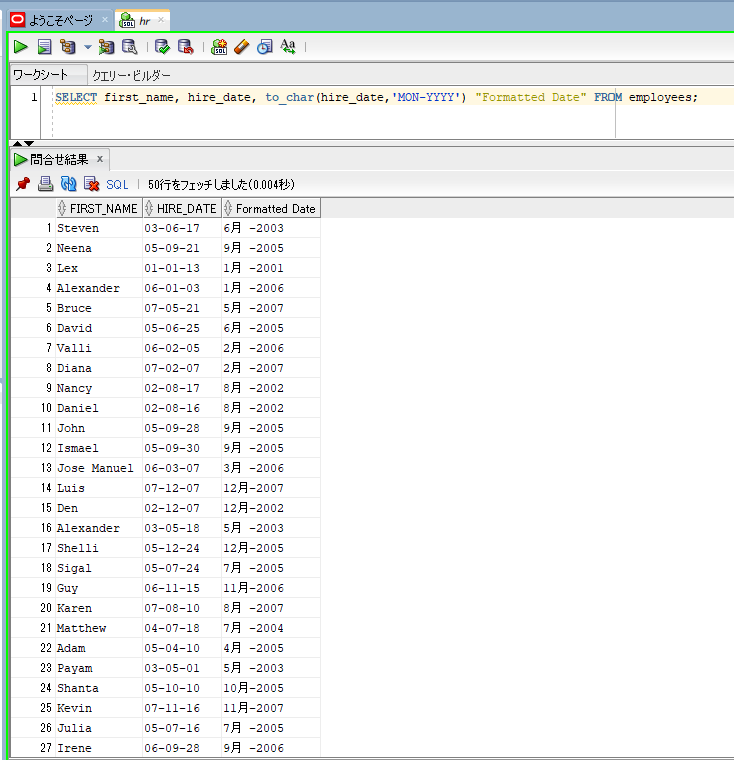 ようこそページ hr
ワークシート クエリー・ビルダー
1 SELECT first_name, hire_date, to_char(hire_date,'MON-YYYY') "Formatted Date" FROM employees;
問合せ結果 x
SQL | 50行をフェッチしました(0.004秒)
FIRST_NAME HIRE_DATE Formatted Date
1 Steven 03-06-17 6月 -2003
2 Neena 05-09-21 9月 -2005
3 Lex 01-01-13 1月 -2001
4 Alexander 06-01-03 1月 -2006
5 Bruce 07-05-21 5月 -2007
6 David 05-06-25 6月 -2005
7 Valli 06-02-05 2月 -2006
8 Diana 07-02-07 2月 -2007
9 Nancy 02-08-17 8月 -2002
10 Daniel 02-08-16 8月 -2002
11 John 05-09-28 9月 -2005
12 Ismael 05-09-30 9月 -2005
13 Jose Manuel 06-03-07 3月 -2006
14 Luis 07-12-07 12月-2007
15 Den 02-12-07 12月-2002
16 Alexander 03-05-18 5月 -2003
17 Shelli 05-12-24 12月-2005
18 Sigal 05-07-24 7月 -2005
19 Guy 06-11-15 11月-2006
20 Karen 07-08-10 8月 -2007
21 Matthew 04-07-18 7月 -2004
22 Adam 05-04-10 4月 -2005
23 Payam 03-05-01 5月 -2003
24 Shanta 05-10-10 10月-2005
25 Kevin 07-11-16 11月-2007
26 Julia 05-07-16 7月 -2005
27 Irene 06-09-28 9月 -2006